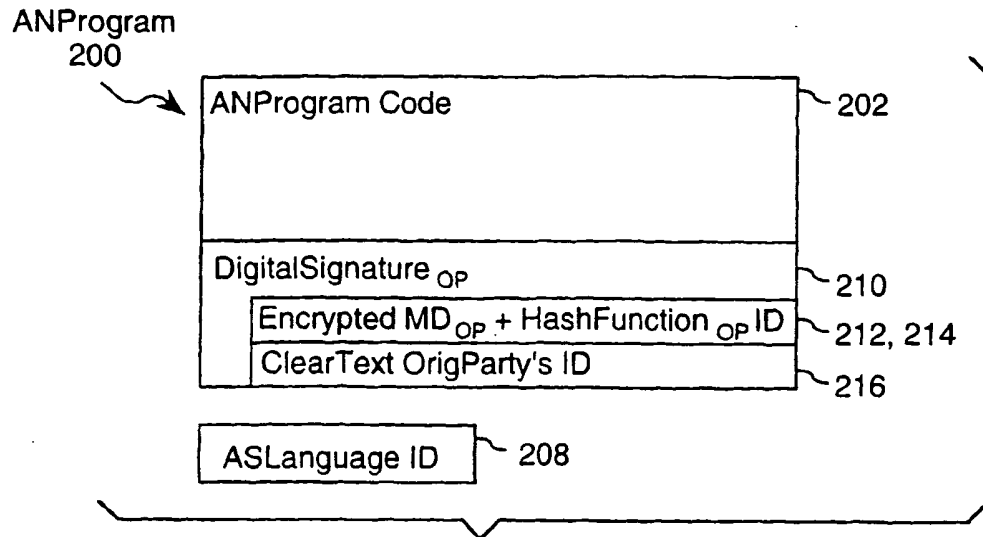 ANProgram
200
ANProgram Code
202
DigitalSignature OP
210
Encrypted MD OP + HashFunction OP ID
212, 214
ClearText OrigParty's ID
216
ASLanguage ID
208